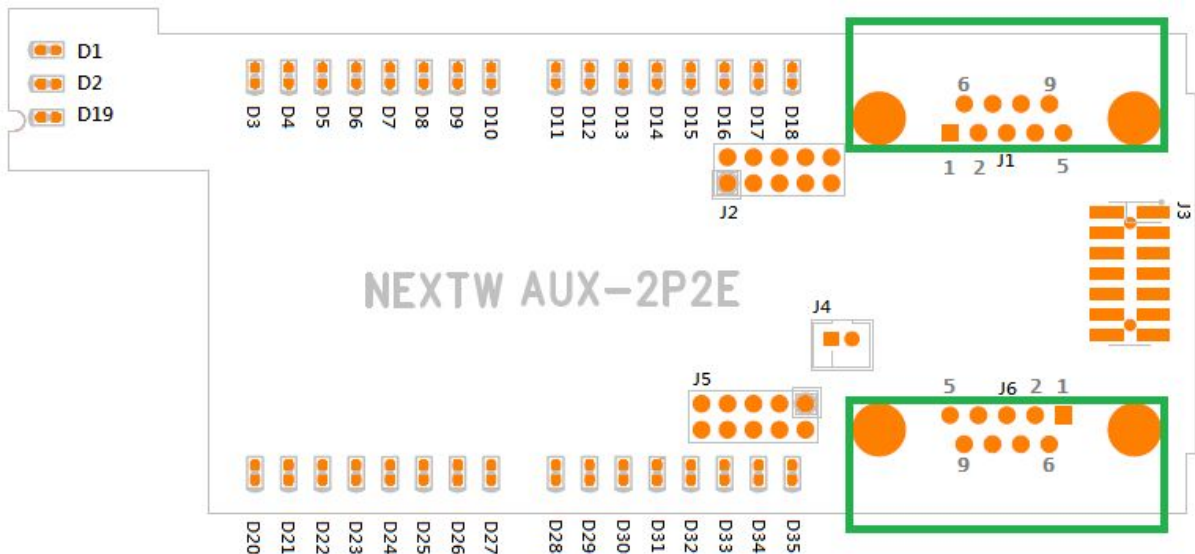 D1
D2
D19
D3 D4 D5 D6 D7 D8 D9 D10 D11 D12 D13 D14 D15 D16 D17 D18
6 9
1 2 J1 5
J2
J3
NEXTW AUX-2P2E
J4
J5
5 J6 2 1
9 6
D20 D21 D22 D23 D24 D25 D26 D27 D28 D29 D30 D31 D32 D33 D34 D35